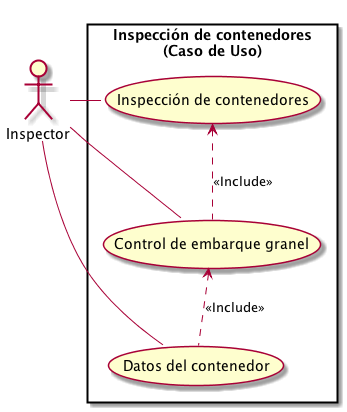 Inspección de contenedores
(Caso de Uso)
Inspección de contenedores
Inspector
«Include»
Control de embarque granel
«Include»
Datos del contenedor